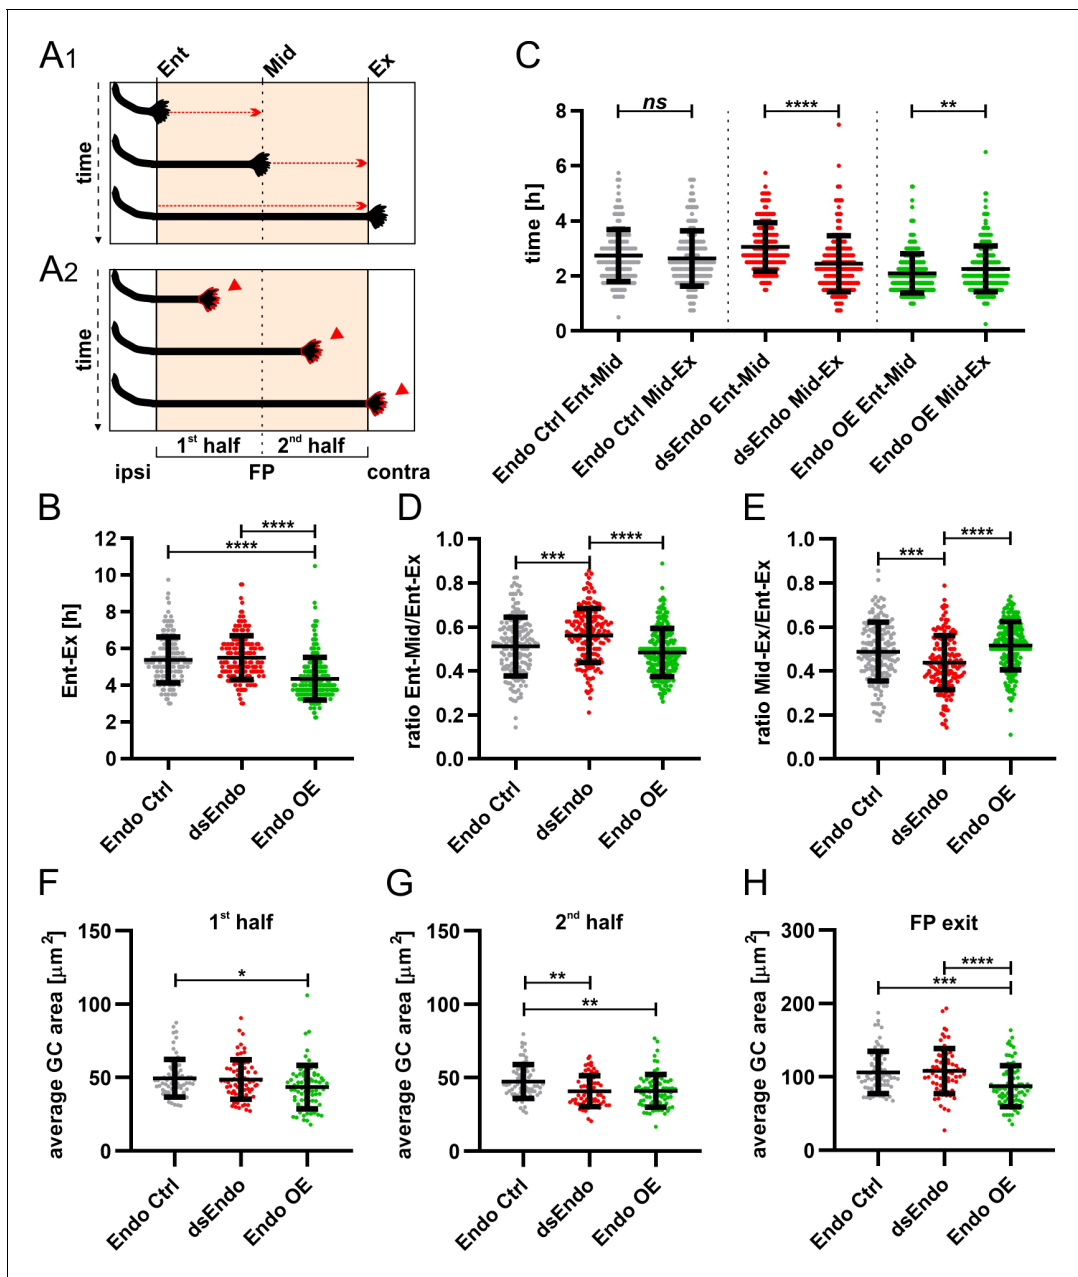 A1
Ent
Mid
Ex
time
A2
time
1st half
2nd half
ipsi
FP
contra
C
ns
****
**
time [h]
8
6
4
2
0
Endo Ctrl Ent-Mid
Endo Ctrl Mid-Ex
dsEndo Ent-Mid
dsEndo Mid-Ex
Endo OE Ent-Mid
Endo OE Mid-Ex
B
****
****
Ent-Ex [h]
12
10
8
6
4
2
0
Endo Ctrl
dsEndo
Endo OE
D
***
****
ratio Ent-Mid/Ent-Ex
1.0
0.8
0.6
0.4
0.2
0.0
Endo Ctrl
dsEndo
Endo OE
E
***
****
ratio Mid-Ex/Ent-Ex
1.0
0.8
0.6
0.4
0.2
0.0
Endo Ctrl
dsEndo
Endo OE
F
1st half
*
average GC area [µm2]
150
100
50
0
Endo Ctrl
dsEndo
Endo OE
G
2nd half
**
**
average GC area [µm2]
150
100
50
0
Endo Ctrl
dsEndo
Endo OE
H
FP exit
****
***
average GC area [µm2]
300
200
100
0
Endo Ctrl
dsEndo
Endo OE